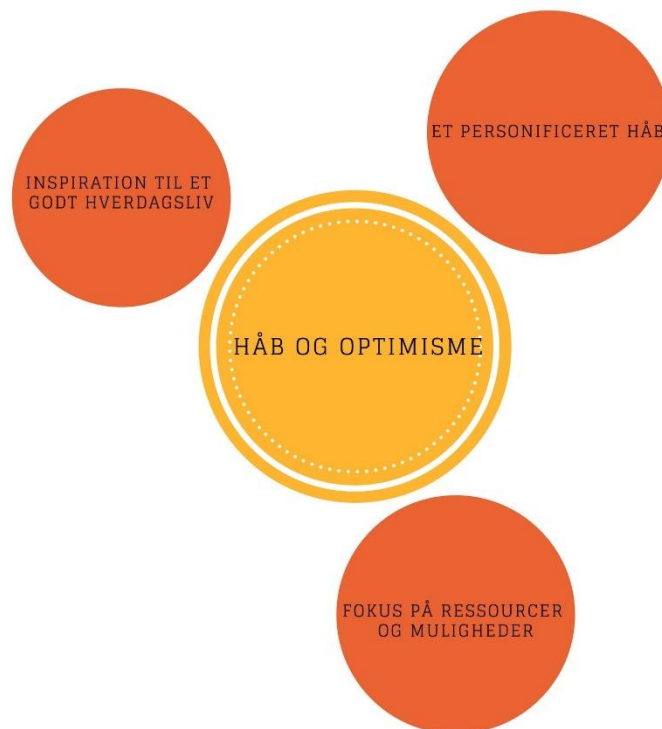 ET PERSONIFICERET HÅB
INSPIRATION TIL ET
GODT HVERDAGSLIV
HÅB OG OPTIMISME
FOKUS PÅ RESSOURCER
OG MULIGHEDER